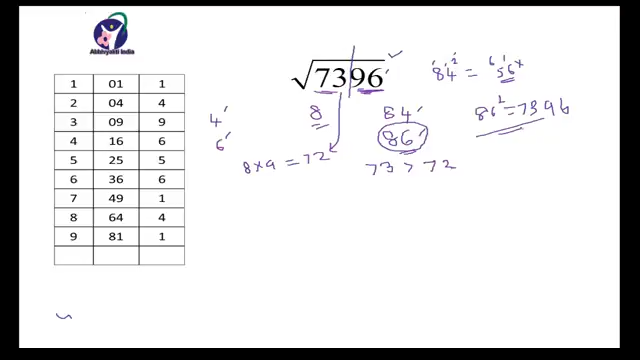 Abhhyakti India
1 01 1
2 04 4
3 09 9
4 16 6
5 25 5
6 36 6
7 49 1
8 64 4
9 81 1
√7396 ✓
84² = 56 ×
4' 8 84'
6' 86'
86² = 7396
8 × 9 = 72
73 > 72